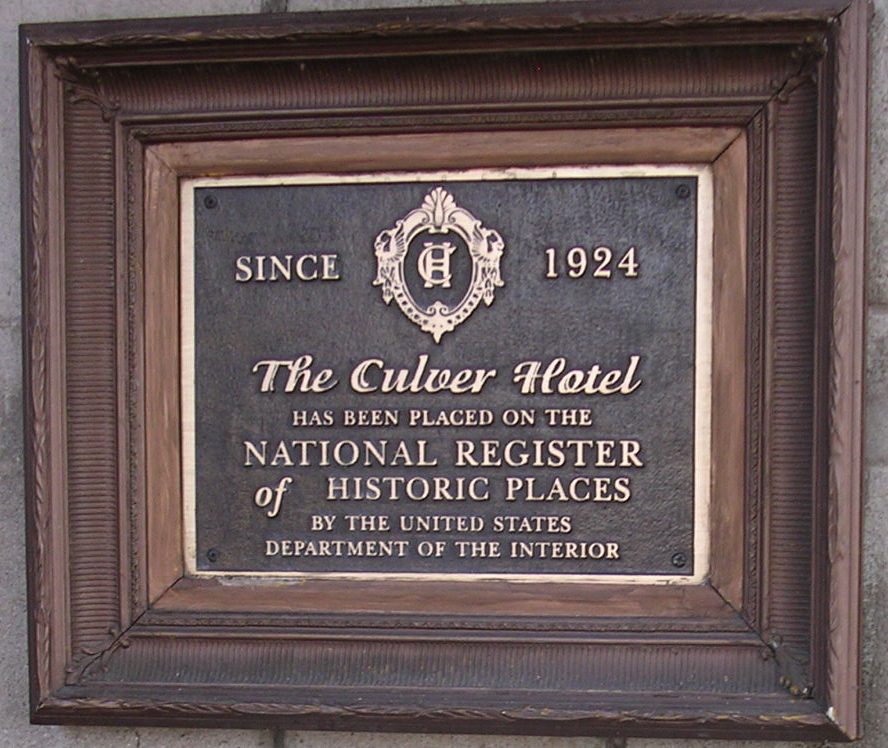 SINCE CH 1924
The Culver Hotel
HAS BEEN PLACED ON THE
NATIONAL REGISTER
of HISTORIC PLACES
BY THE UNITED STATES
DEPARTMENT OF THE INTERIOR